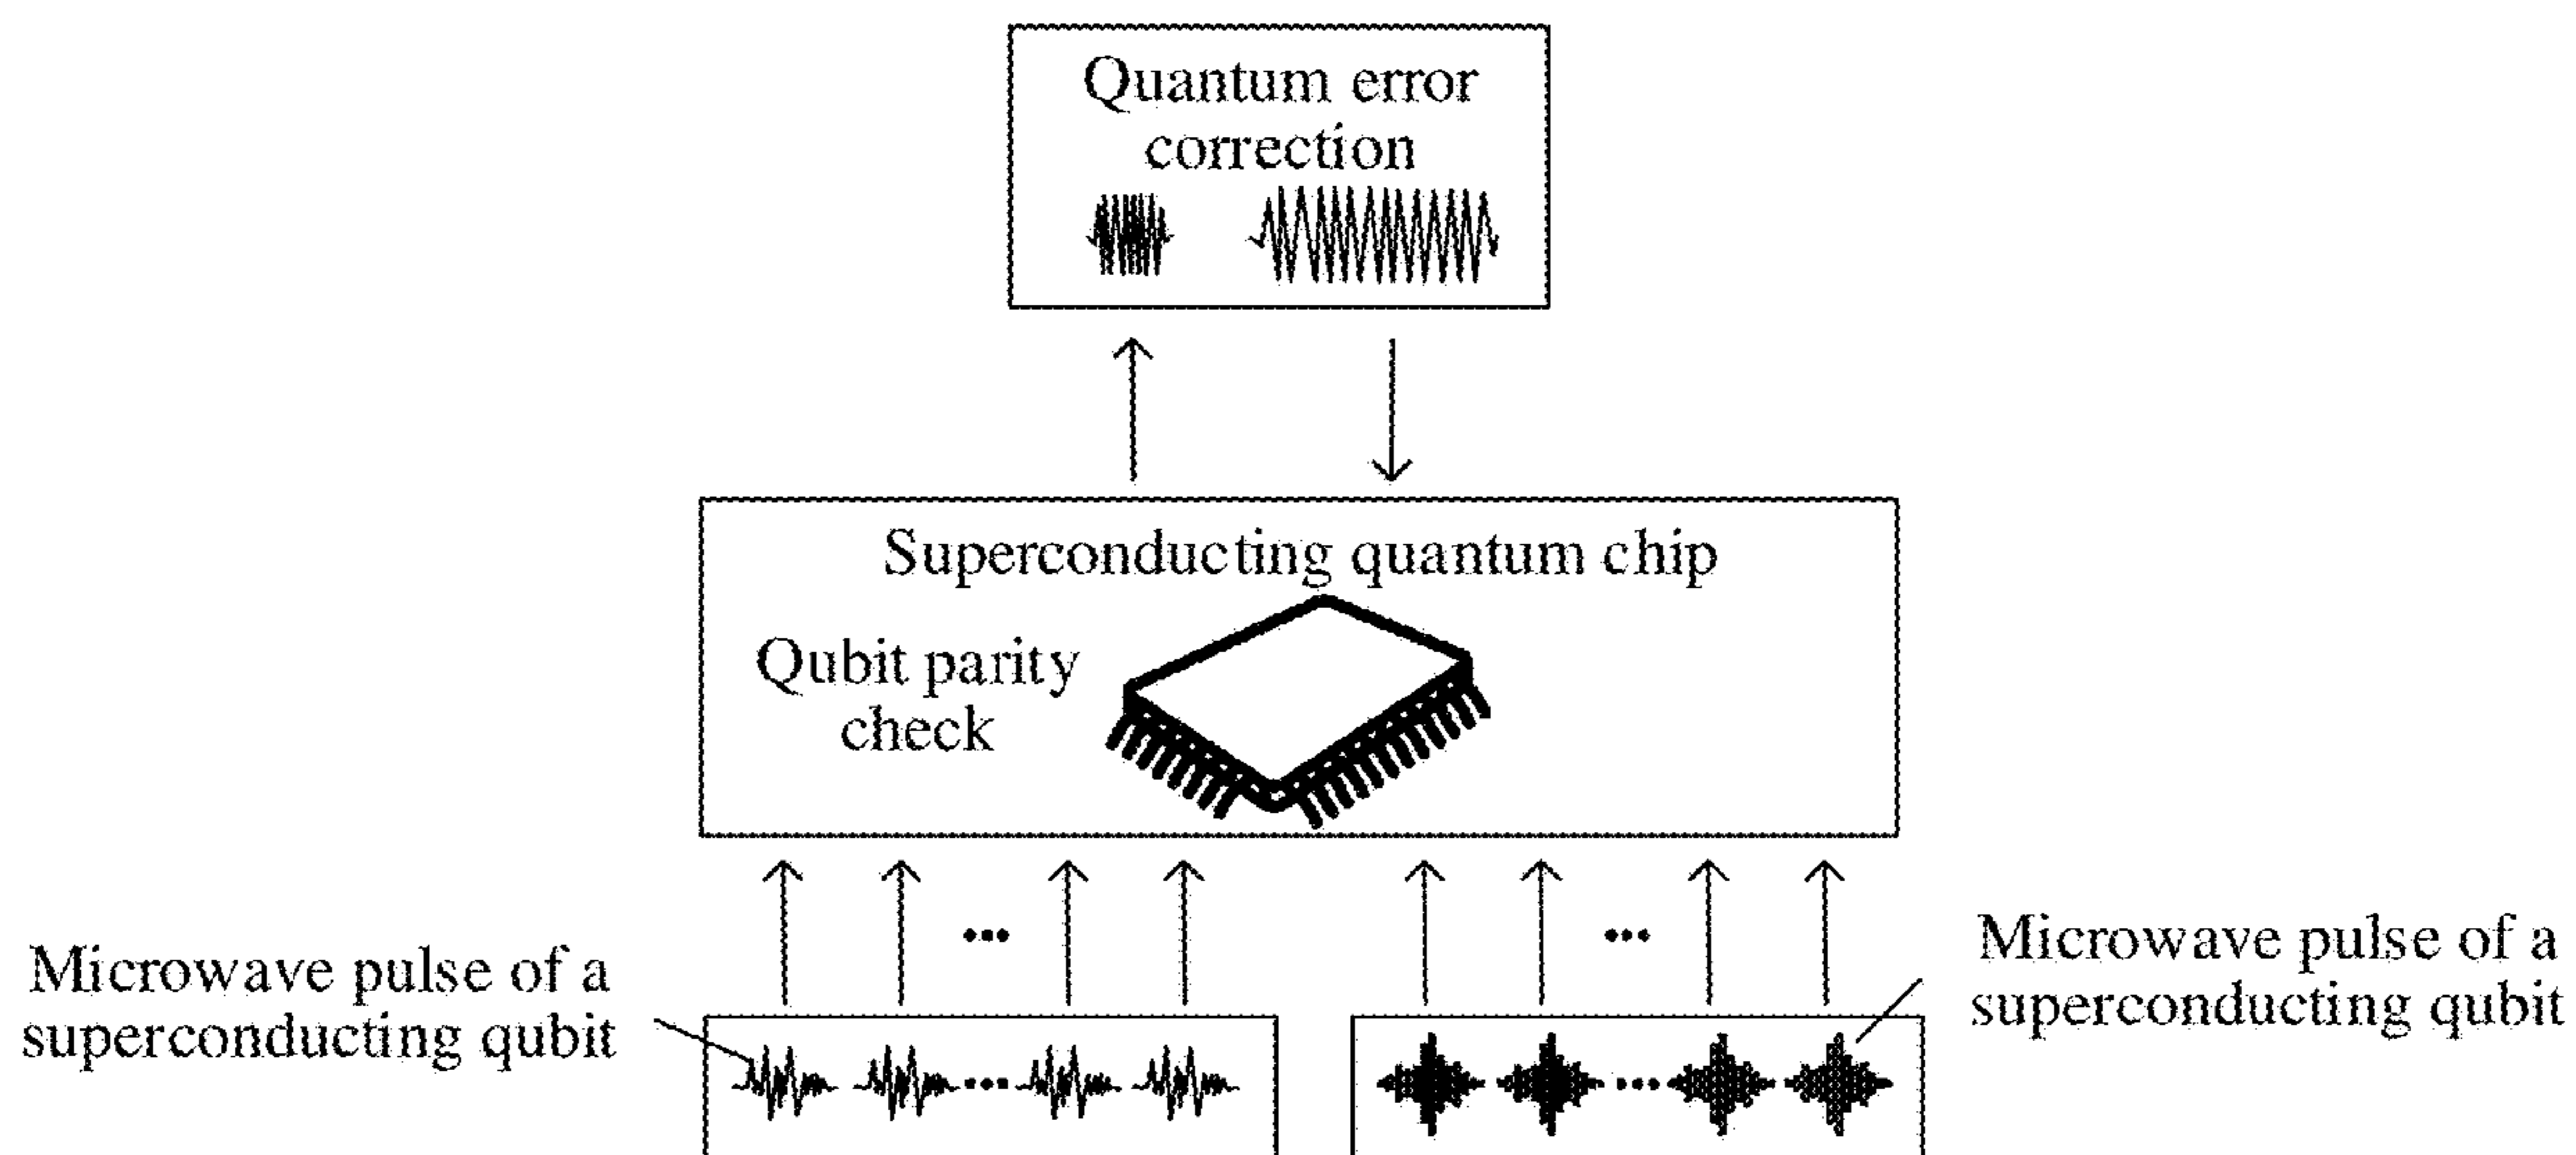 Quantum error
correction
Superconducting quantum chip
Qubit parity
check
...
...
Microwave pulse of a
superconducting qubit
Microwave pulse of a
superconducting qubit
...
...